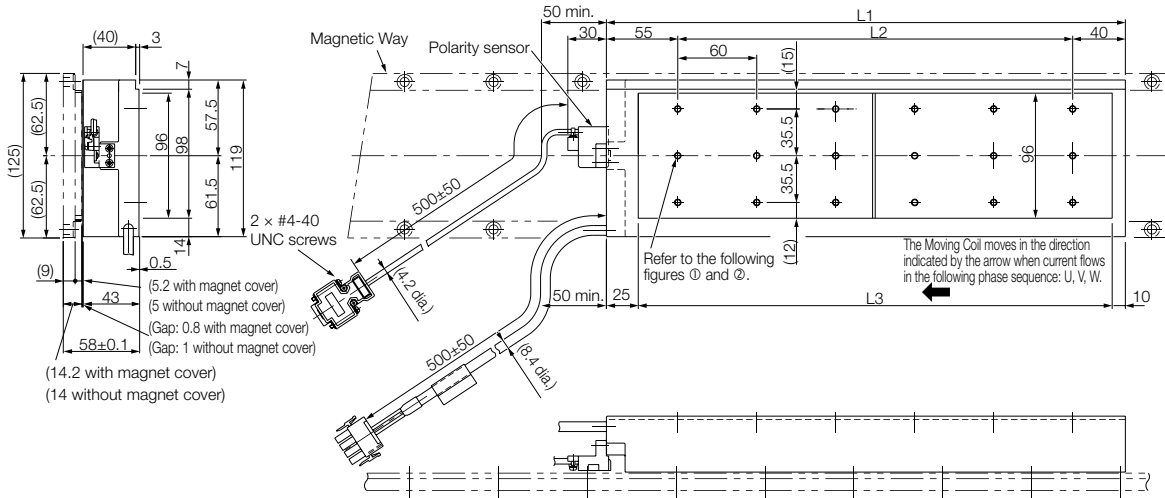 50 min.
L1
(40)
3
30
55
L2
40
Magnetic Way
Polarity sensor
60
(15)
7
(125)
(62.5)
(62.5)
96
98
57.5
61.5
119
35.5
35.5
96
500±50
2 × #4-40
UNC screws
14
(12)
Refer to the following
figures ① and ②.
The Moving Coil moves in the direction
indicated by the arrow when current flows
in the following phase sequence: U, V, W.
(4.2 dia.)
0.5
(9)
(5.2 with magnet cover)
43
(5 without magnet cover)
50 min.
25
L3
10
(Gap: 0.8 with magnet cover)
58±0.1
(Gap: 1 without magnet cover)
500±50
(8.4 dia.)
(14.2 with magnet cover)
(14 without magnet cover)